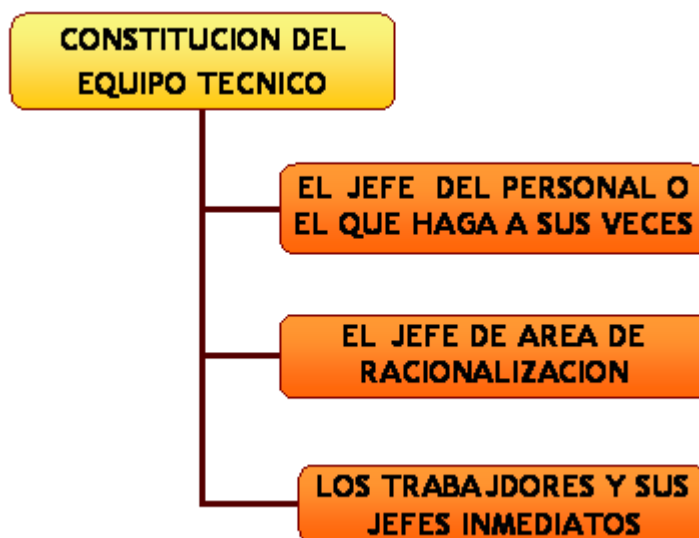 CONSTITUCION DEL
EQUIPO TECNICO
EL JEFE DEL PERSONAL O
EL QUE HAGA A SUS VECES
EL JEFE DE AREA DE
RACIONALIZACION
LOS TRABAJDORES Y SUS
JEFES INMEDIATOS